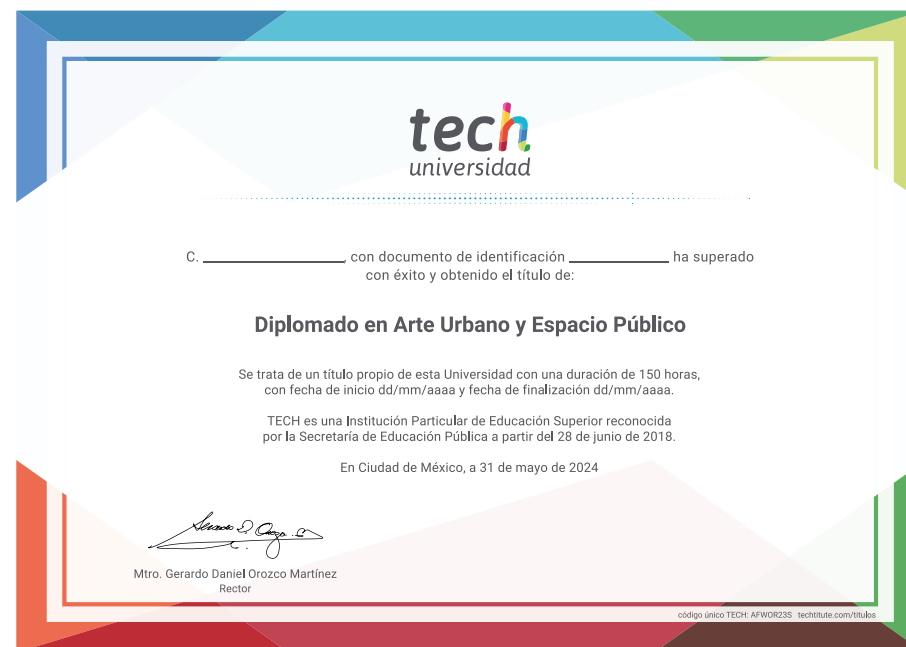 tech
universidad
C. ____________, con documento de identificación ____________ ha superado
con éxito y obtenido el título de:
Diplomado en Arte Urbano y Espacio Público
Se trata de un título propio de esta Universidad con una duración de 150 horas,
con fecha de inicio dd/mm/aaaa y fecha de finalización dd/mm/aaaa.
TECH es una Institución Particular de Educación Superior reconocida
por la Secretaría de Educación Pública a partir del 28 de junio de 2018.
En Ciudad de México, a 31 de mayo de 2024
Mtro. Gerardo Daniel Orozco Martínez
Rector
código único TECH: AFWOR23S techtitute.com/titulos